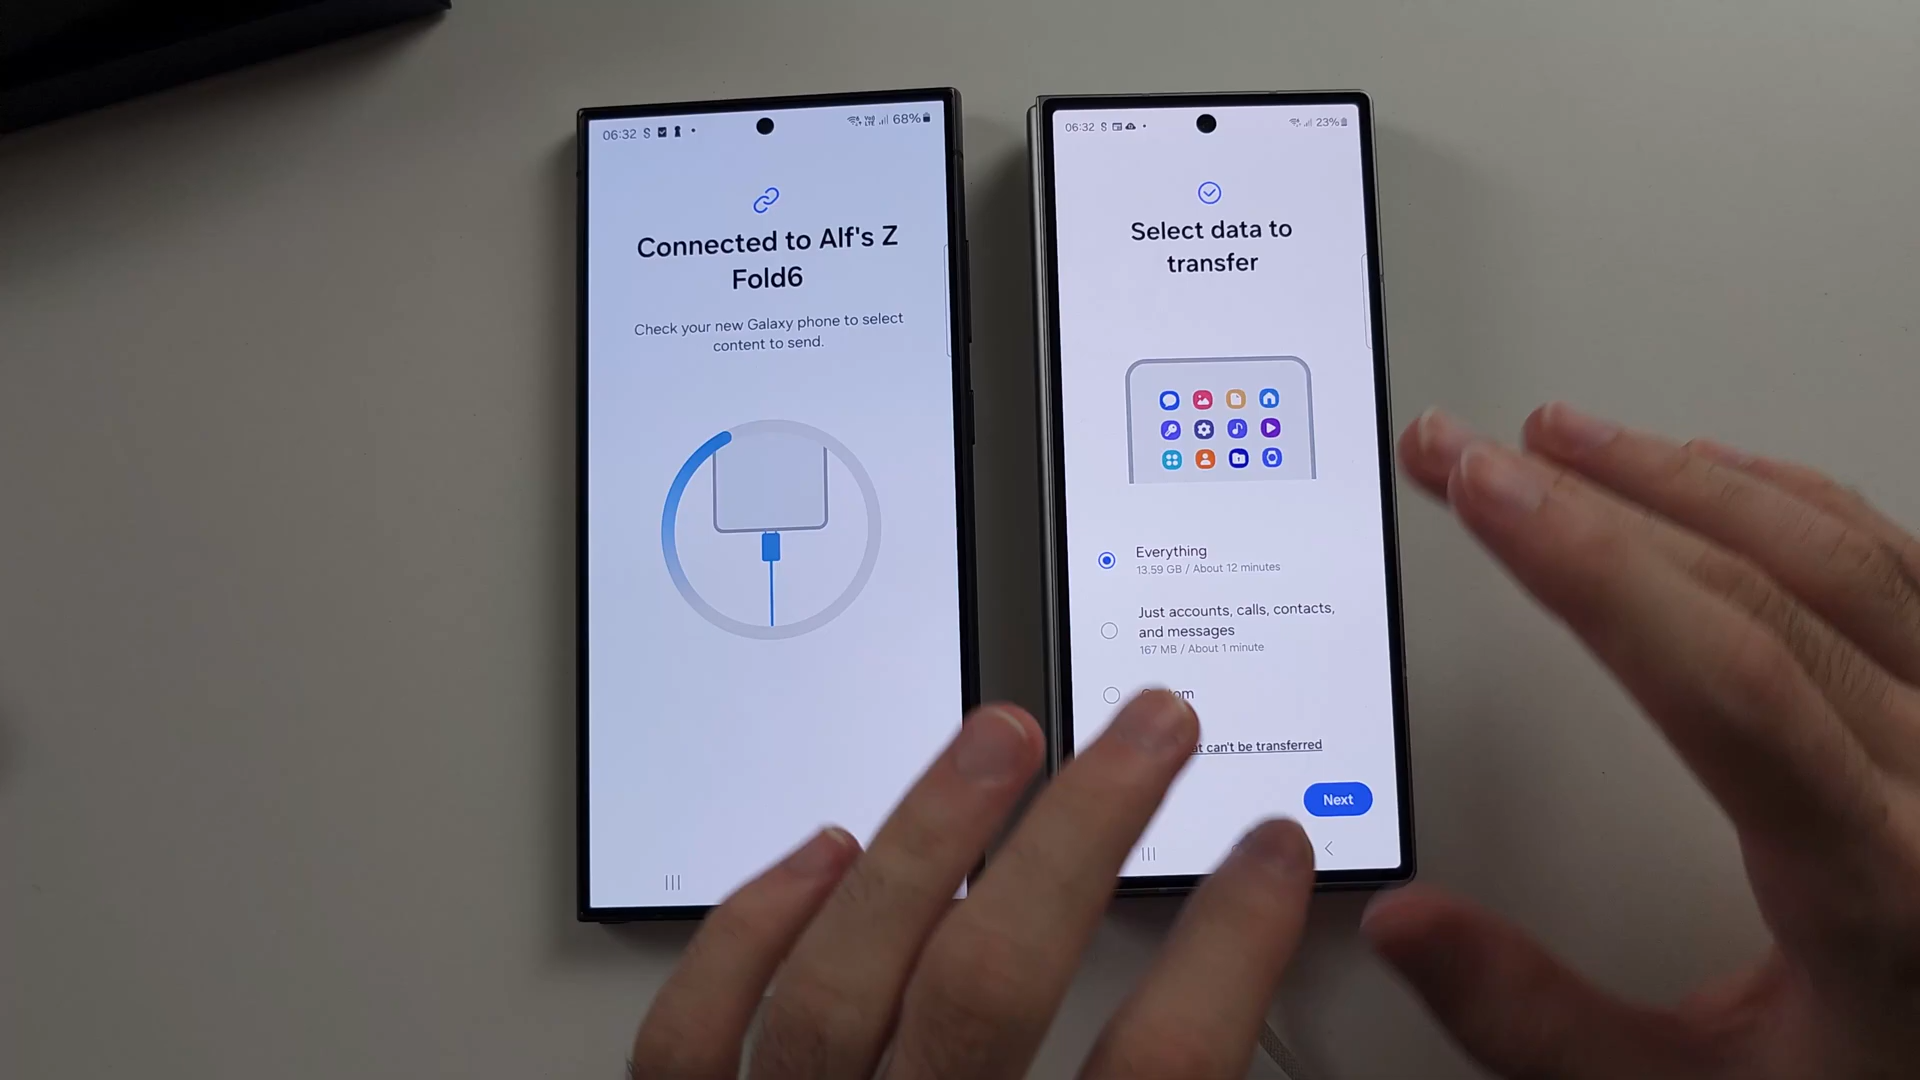 06:32
68%
Connected to Alf's Z
Fold6
Check your new Galaxy phone to select
content to send.
06:32
23%
Select data to
transfer
Everything
13.59 GB / About 12 minutes
Just accounts, calls, contacts,
and messages
167 MB / About 1 minute
can't be transferred
Next